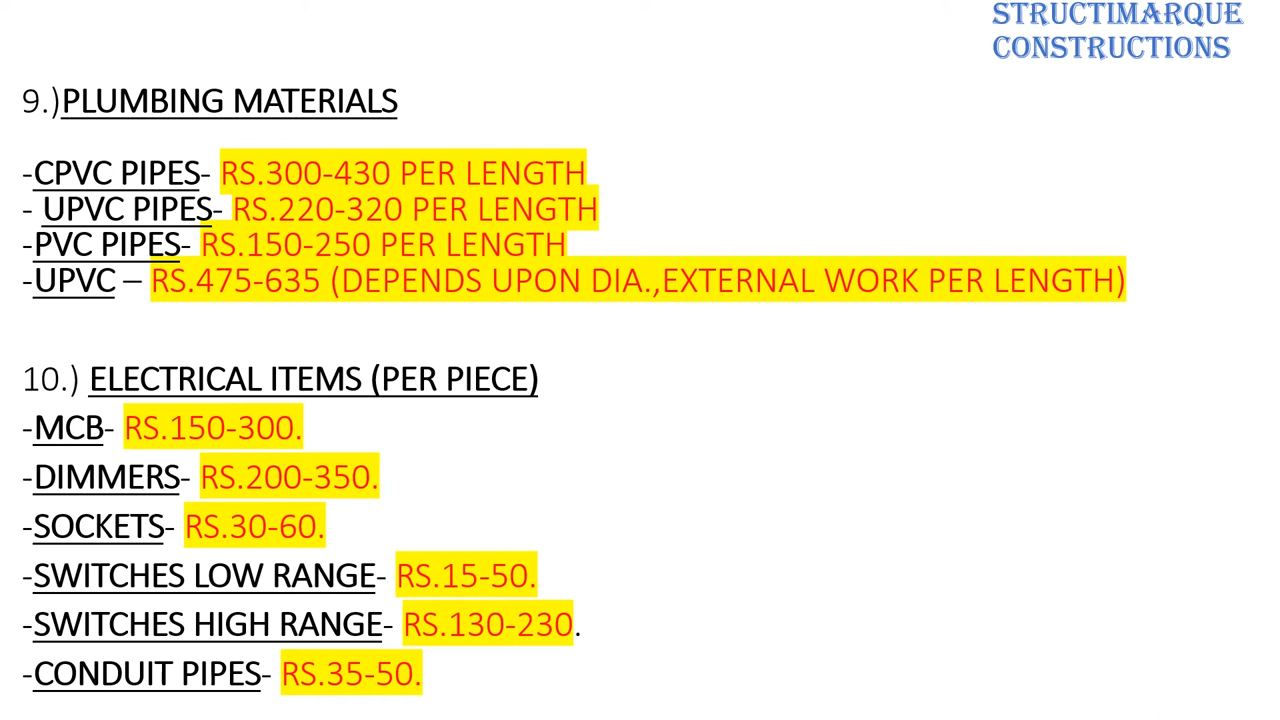 STRUCTIMARQUE
CONSTRUCTIONS
9.)PLUMBING MATERIALS
-CPVC PIPES- RS.300-430 PER LENGTH
- UPVC PIPES- RS.220-320 PER LENGTH
-PVC PIPES- RS.150-250 PER LENGTH
-UPVC – RS.475-635 (DEPENDS UPON DIA.,EXTERNAL WORK PER LENGTH)
10.) ELECTRICAL ITEMS (PER PIECE)
-MCB- RS.150-300.
-DIMMERS- RS.200-350.
-SOCKETS- RS.30-60.
-SWITCHES LOW RANGE- RS.15-50.
-SWITCHES HIGH RANGE- RS.130-230.
-CONDUIT PIPES- RS.35-50.